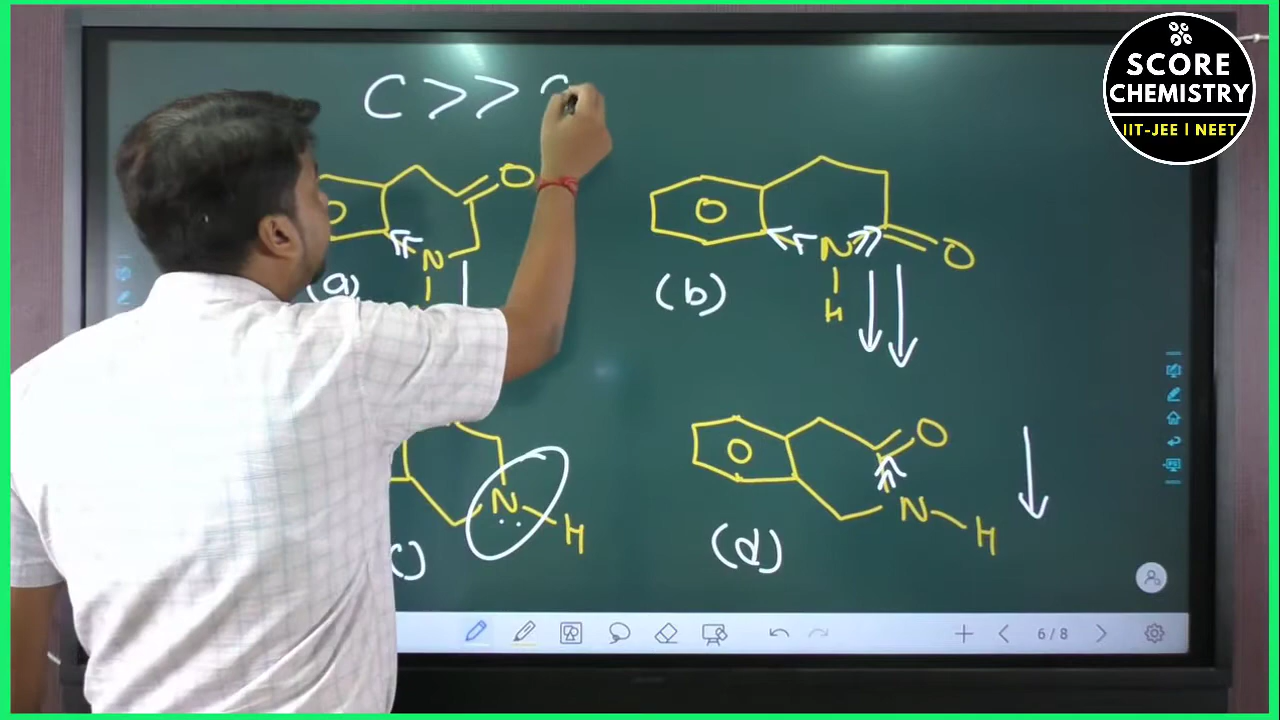 SCORE
CHEMISTRY
IIT-JEE | NEET
C > >
O
O
N
(a)
O
N
H
O
(b)
N
H
O
O
N
H
(d)
6 / 8